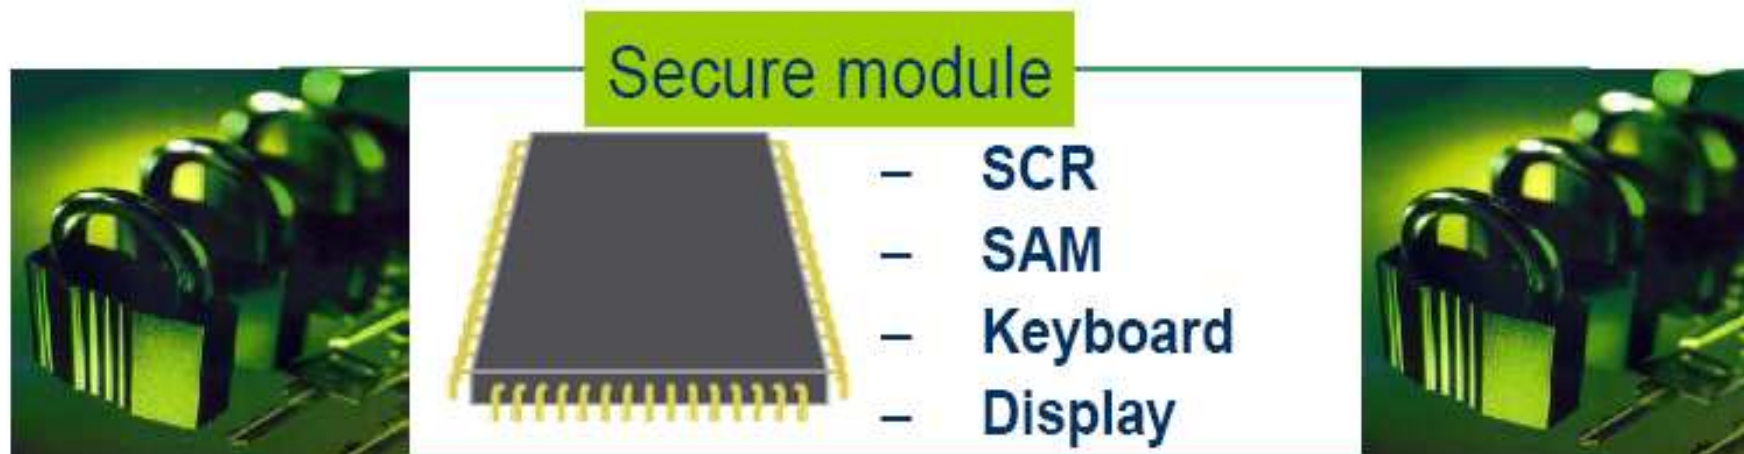 Secure module
– SCR
– SAM
– Keyboard
– Display